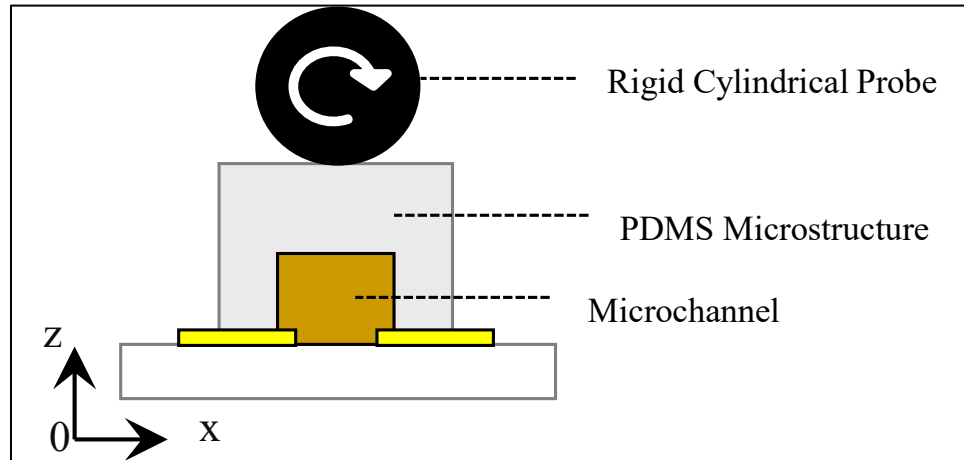 Rigid Cylindrical Probe
PDMS Microstructure
Microchannel
z
0
x